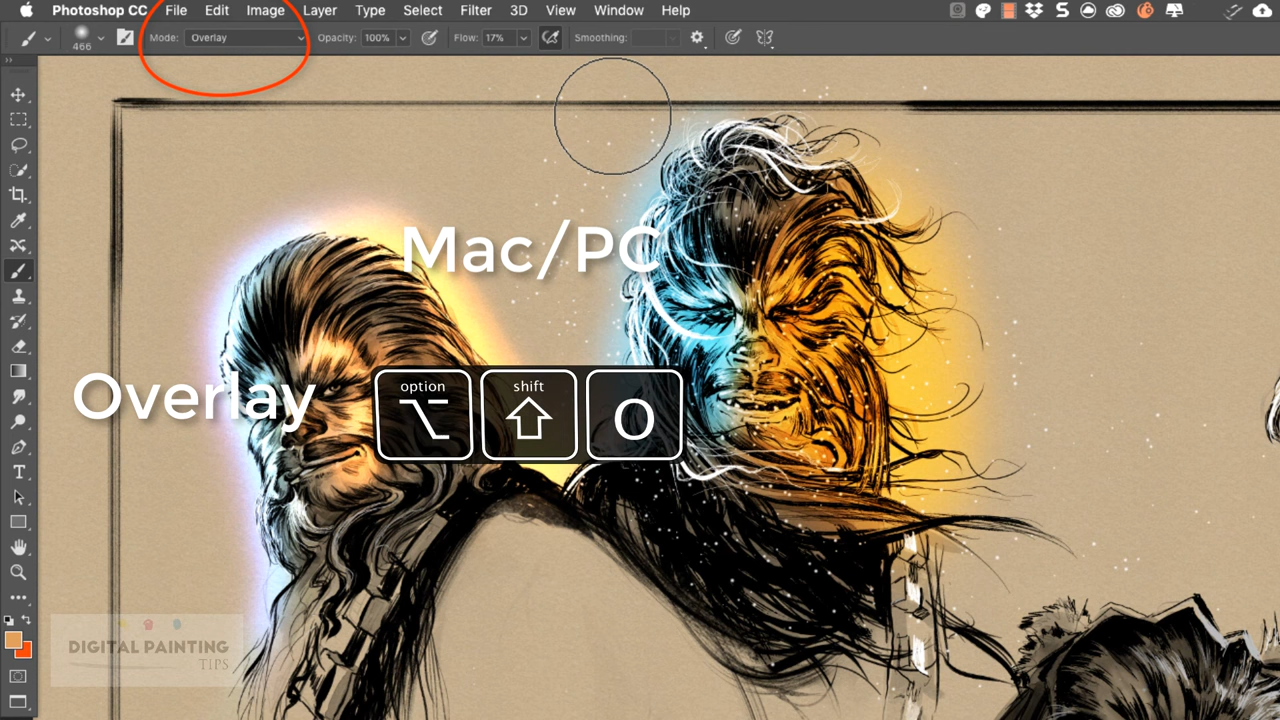 Photoshop CC File Edit Image Layer Type Select Filter 3D View Window Help
466 Mode: Overlay Opacity: 100% Flow: 17% Smoothing:
Mac/PC
Overlay option shift O
DIGITAL PAINTING
TIPS